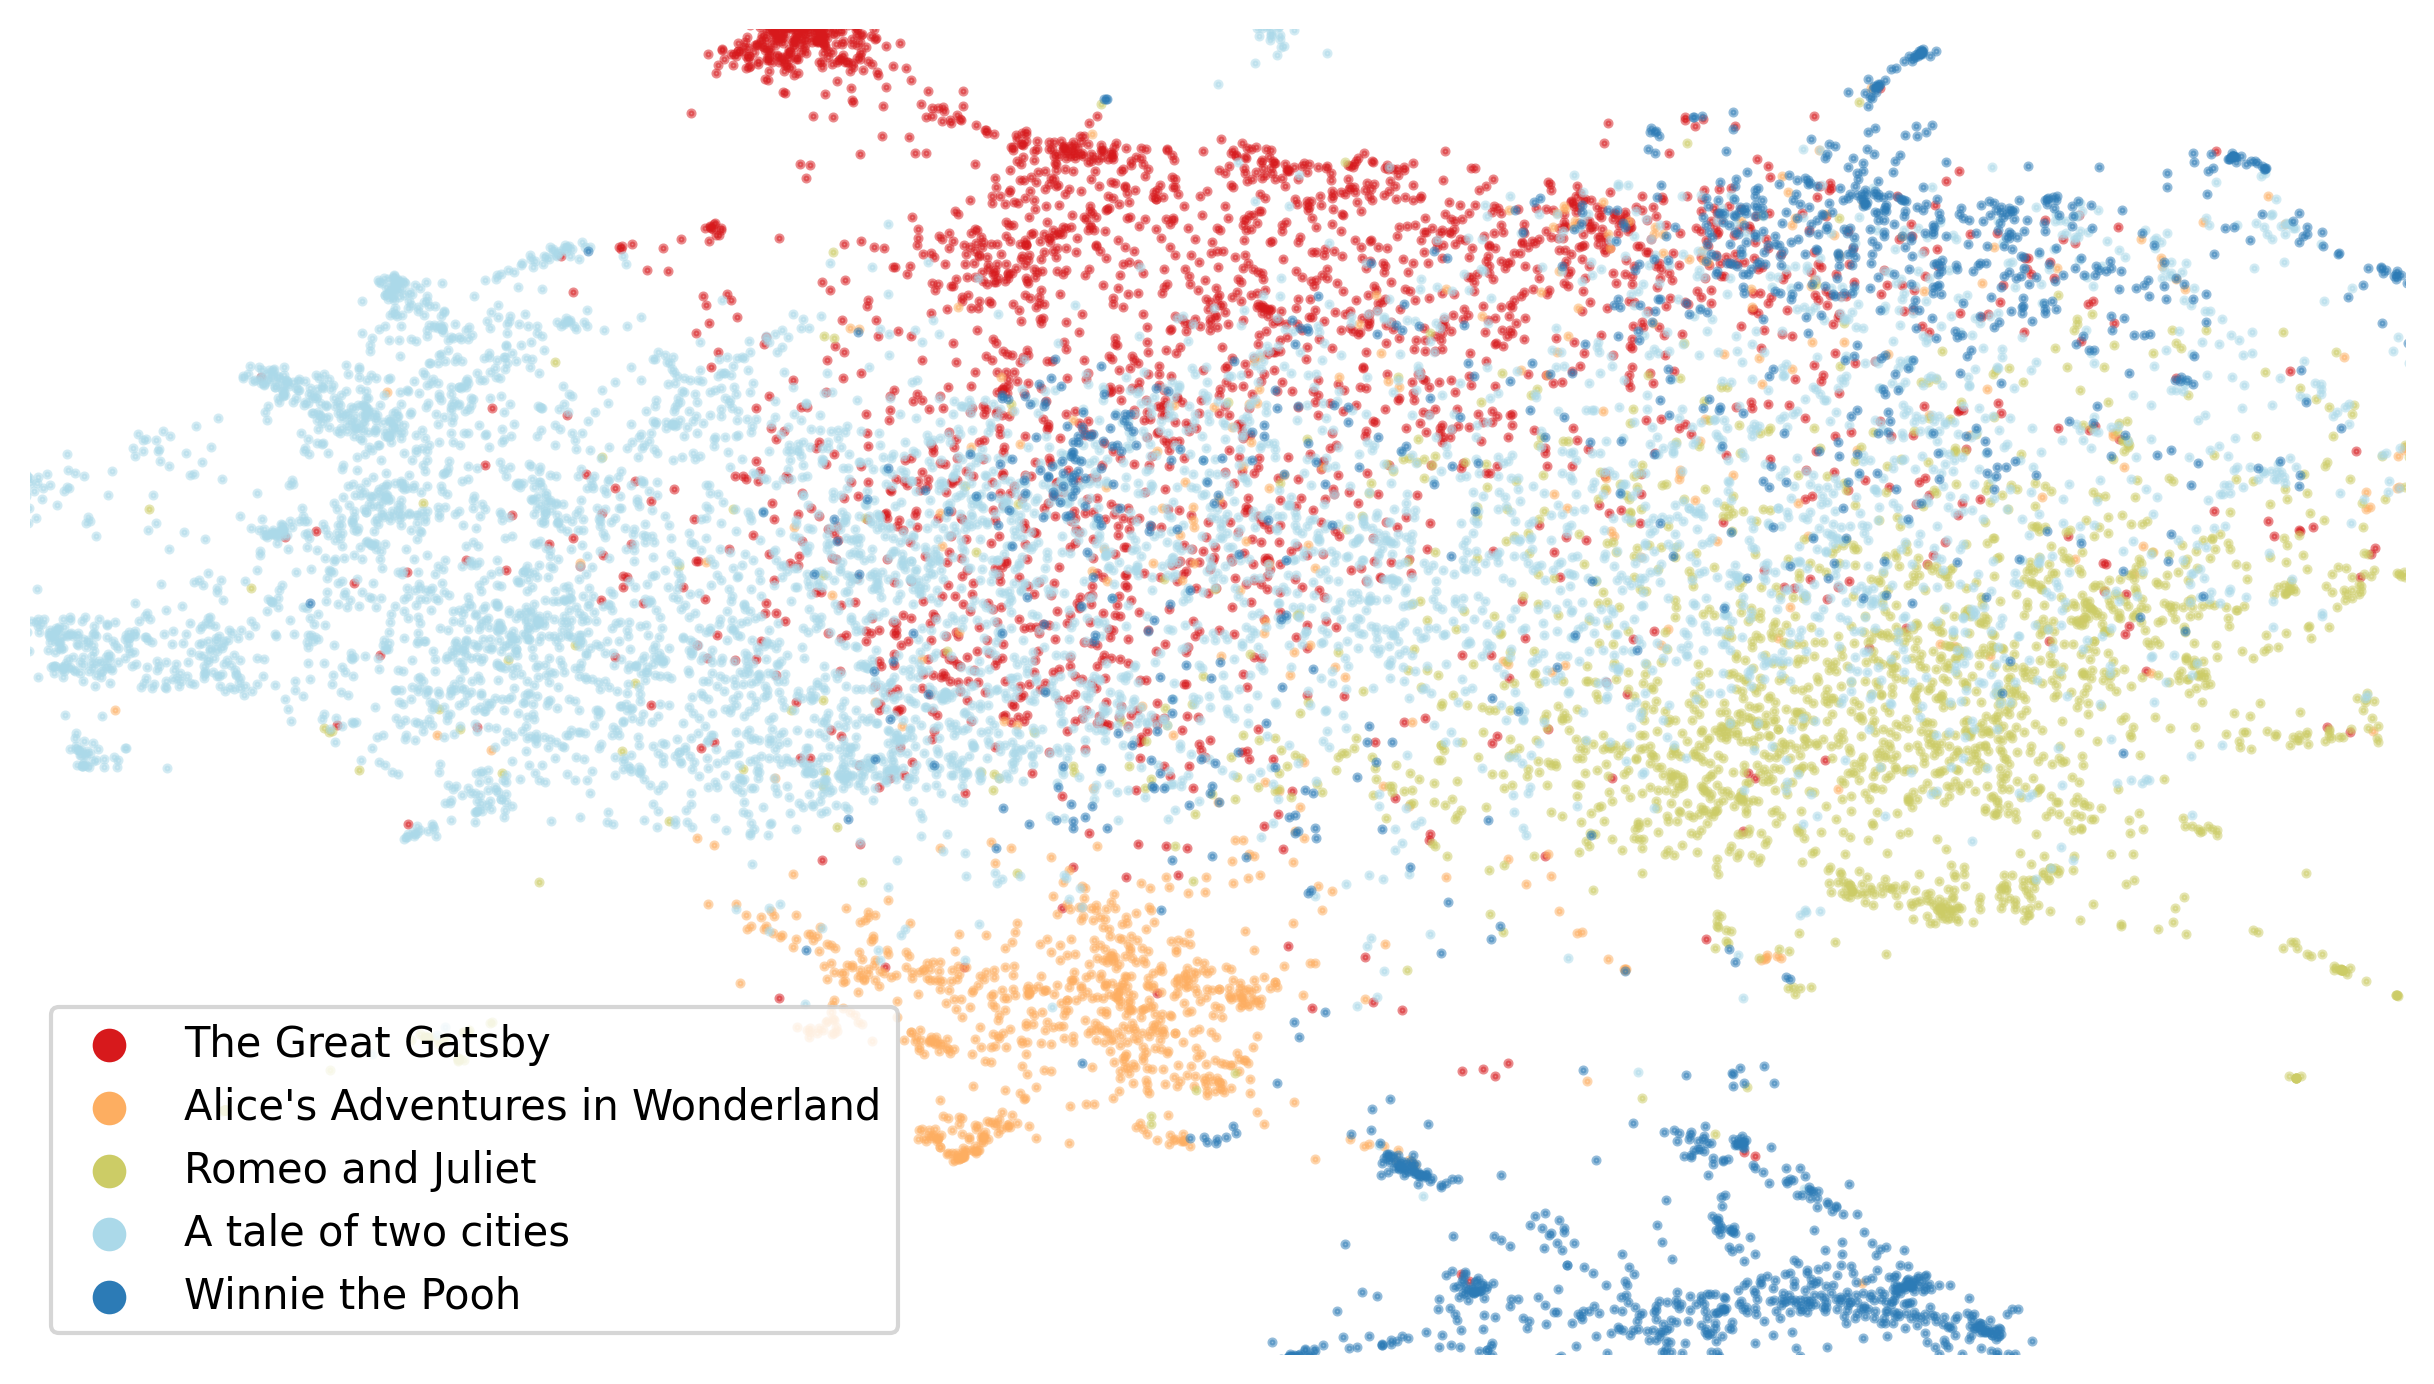 The Great Gatsby
Alice's Adventures in Wonderland
Romeo and Juliet
A tale of two cities
Winnie the Pooh